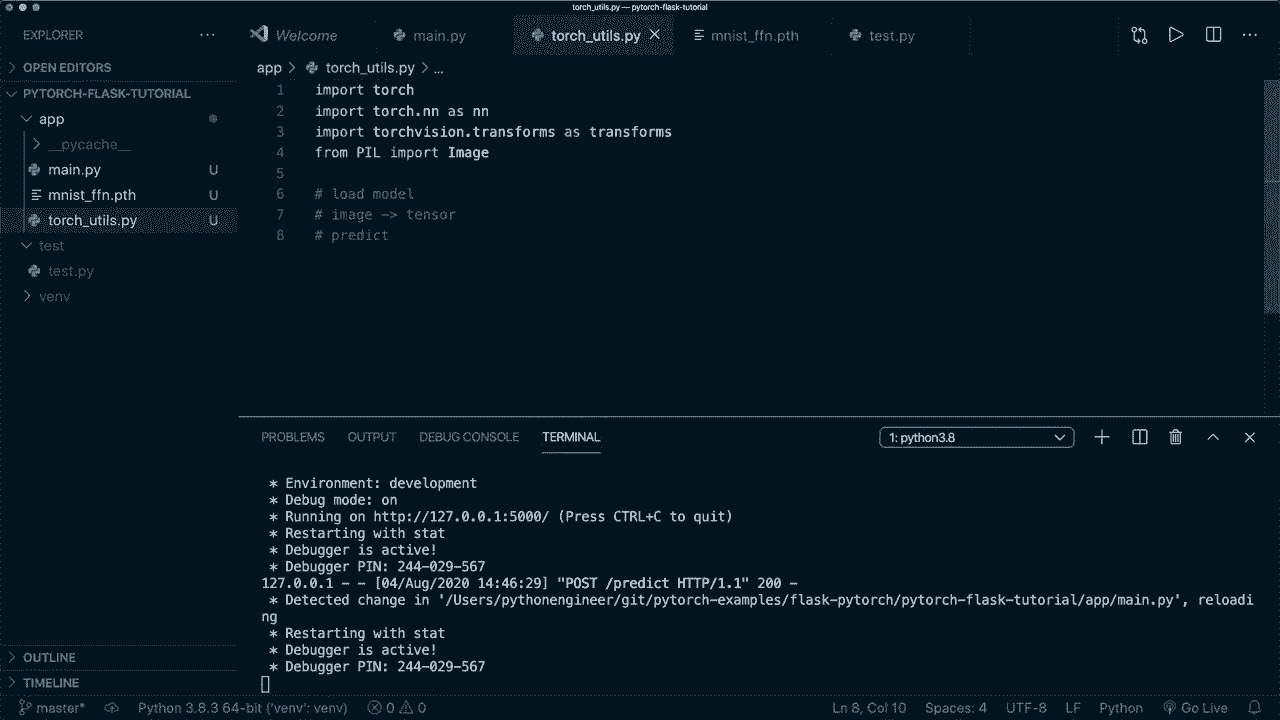 torch_utils.py — pytorch-flask-tutorial
EXPLORER
Welcome
main.py
torch_utils.py
mnist_ffn.pth
test.py
OPEN EDITORS
PYTORCH-FLASK-TUTORIAL
app
__pycache__
main.py U
mnist_ffn.pth U
torch_utils.py U
test
test.py
venv
OUTLINE
TIMELINE
app > torch_utils.py > ...
1 import torch
2 import torch.nn as nn
3 import torchvision.transforms as transforms
4 from PIL import Image
5
6 # load model
7 # image -> tensor
8 # predict
PROBLEMS OUTPUT DEBUG CONSOLE TERMINAL 1: python3.8
* Environment: development
* Debug mode: on
* Running on http://127.0.0.1:5000/ (Press CTRL+C to quit)
* Restarting with stat
* Debugger is active!
* Debugger PIN: 244-029-567
127.0.0.1 - - [04/Aug/2020 14:46:29] "POST /predict HTTP/1.1" 200 -
* Detected change in '/Users/pythonengineer/git/pytorch-examples/flask-pytorch/pytorch-flask-tutorial/app/main.py', reloadi
ng
* Restarting with stat
* Debugger is active!
* Debugger PIN: 244-029-567
master* Python 3.8.3 64-bit ('venv': venv) 0 0 Ln 8, Col 10 Spaces: 4 UTF-8 LF Python Go Live